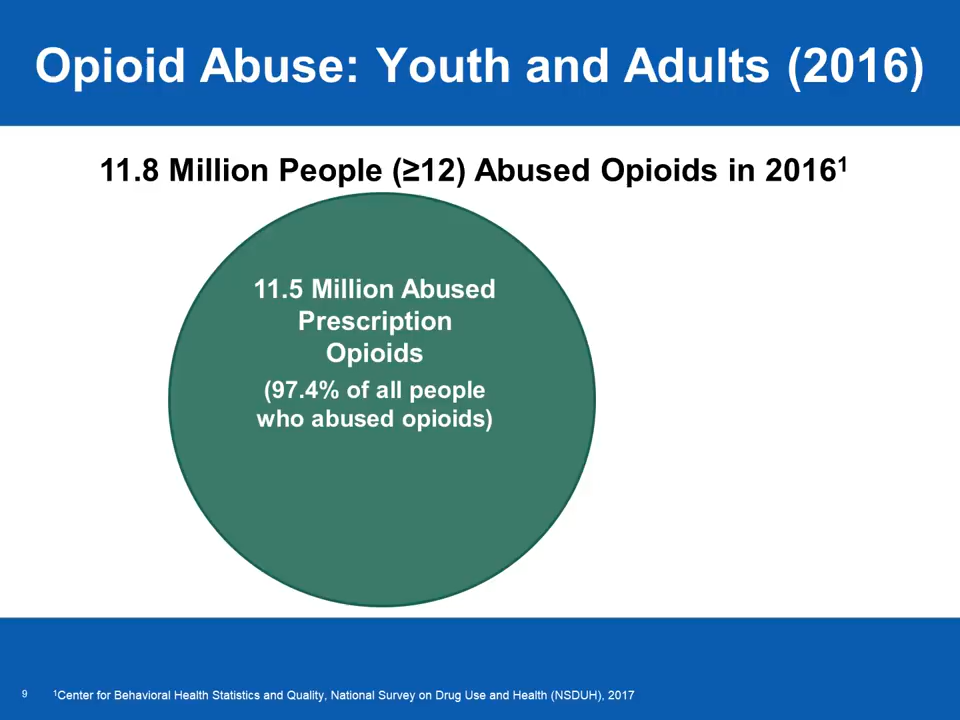 Opioid Abuse: Youth and Adults (2016)
11.8 Million People (≥12) Abused Opioids in 2016¹
11.5 Million Abused
Prescription
Opioids
(97.4% of all people
who abused opioids)
9
¹Center for Behavioral Health Statistics and Quality, National Survey on Drug Use and Health (NSDUH), 2017